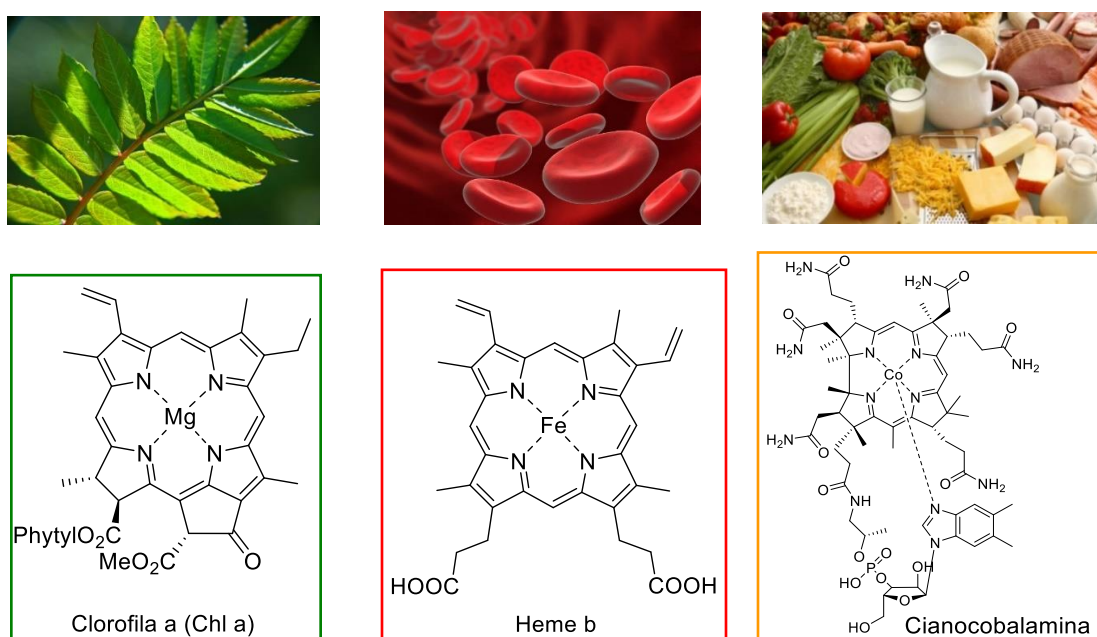 N N
Mg
N N
PhytylO₂C
MeO₂C O
Clorofila a (Chl a)
N N
Fe
N N
HOOC COOH
Heme b
H₂N O
H₂N O
O
O
H₂N N N NH₂
Co
N N
H₂N
O
O NH₂
O
NH
N
O N
HO P O OH
O
O
HO
Cianocobalamina